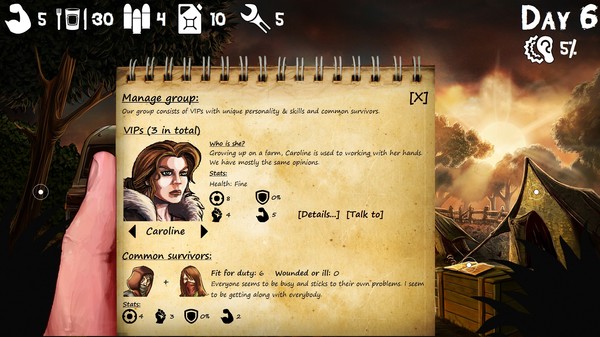 5 30 4 10 5
DAY 6
5%
Manage group:
[X]
Our group consists of VIPs with unique personality & skills and common survivors.
VIPs (3 in total)
Who is she?
Growing up on a farm, Caroline is used to working with her hands.
We have mostly the same opinions.
Stats:
Health: Fine
8 0%
4 5
[Details...] [Talk to]
Caroline
Common survivors:
+
Fit for duty: 6 Wounded or ill: 0
Everyone seems to be busy and sticks to their own problems. I seem
to be getting along with everybody.
Stats:
4 3 0% 2